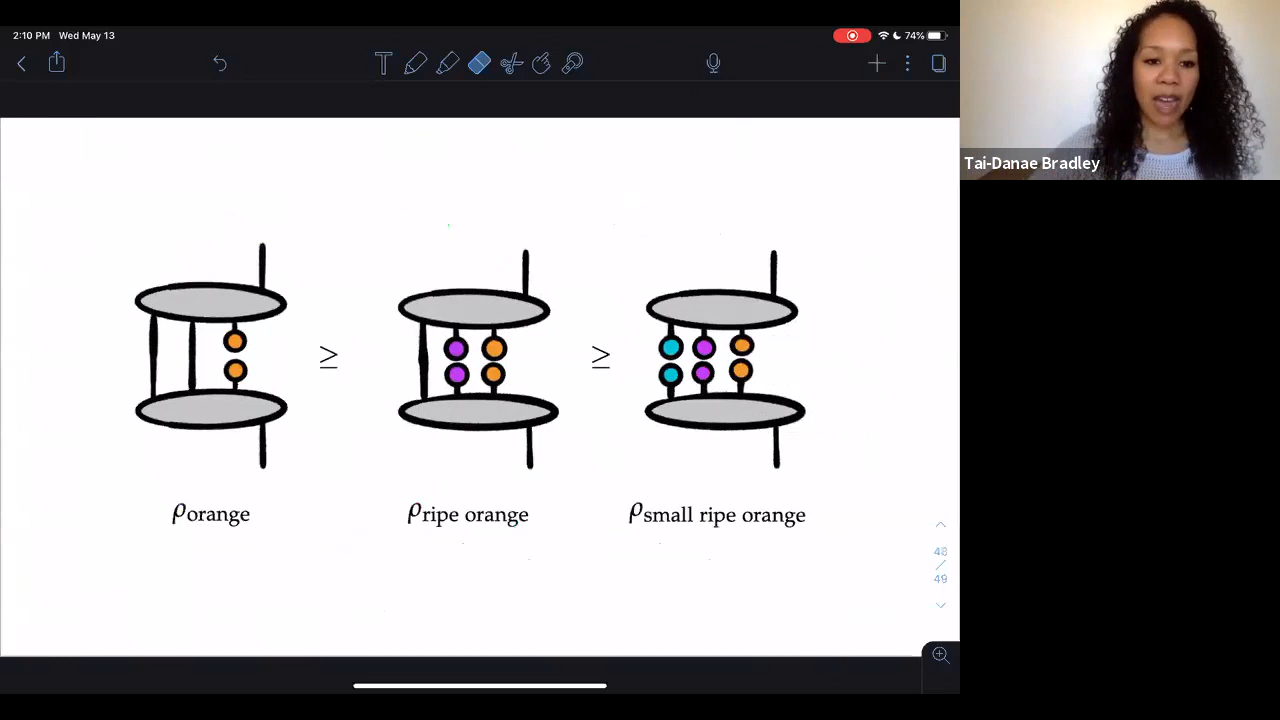 2:10 PM Wed May 13
74%
T
Tai-Danae Bradley
≥ ≥
ρorange ρripe orange ρsmall ripe orange
48
/
49